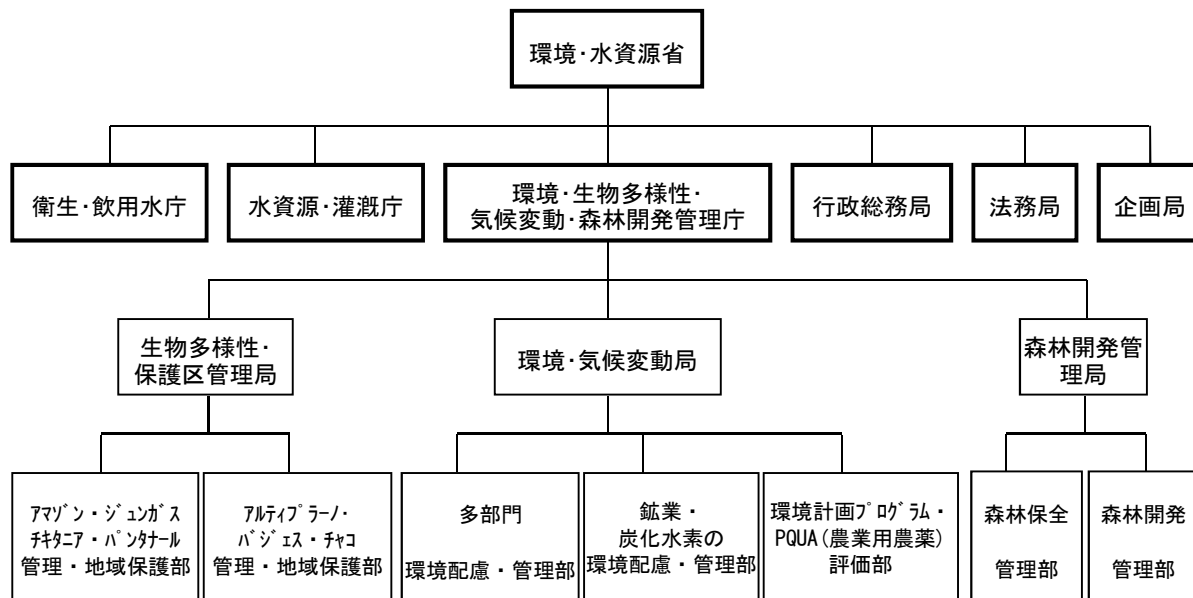 環境・水資源省
衛生・飲用水庁
水資源・灌漑庁
環境・生物多様性・
気候変動・森林開発管理庁
行政総務局
法務局
企画局
生物多様性・
保護区管理局
環境・気候変動局
森林開発管
理局
ｱﾏｿﾞﾝ・ｼﾞｭﾝｶﾞｽ
ﾁｷﾀﾆｱ・ﾊﾟﾝﾀﾅｰﾙ
管理・地域保護部
ｱﾙﾃｨﾌﾟﾗｰﾉ・
ﾊﾞｼﾞｪｽ・ﾁｬｺ
管理・地域保護部
多部門
環境配慮・管理部
鉱業・
炭化水素の
環境配慮・管理部
環境計画ﾌﾟﾛｸﾞﾗﾑ・
PQUA(農業用農薬)
評価部
森林保全
管理部
森林開発
管理部